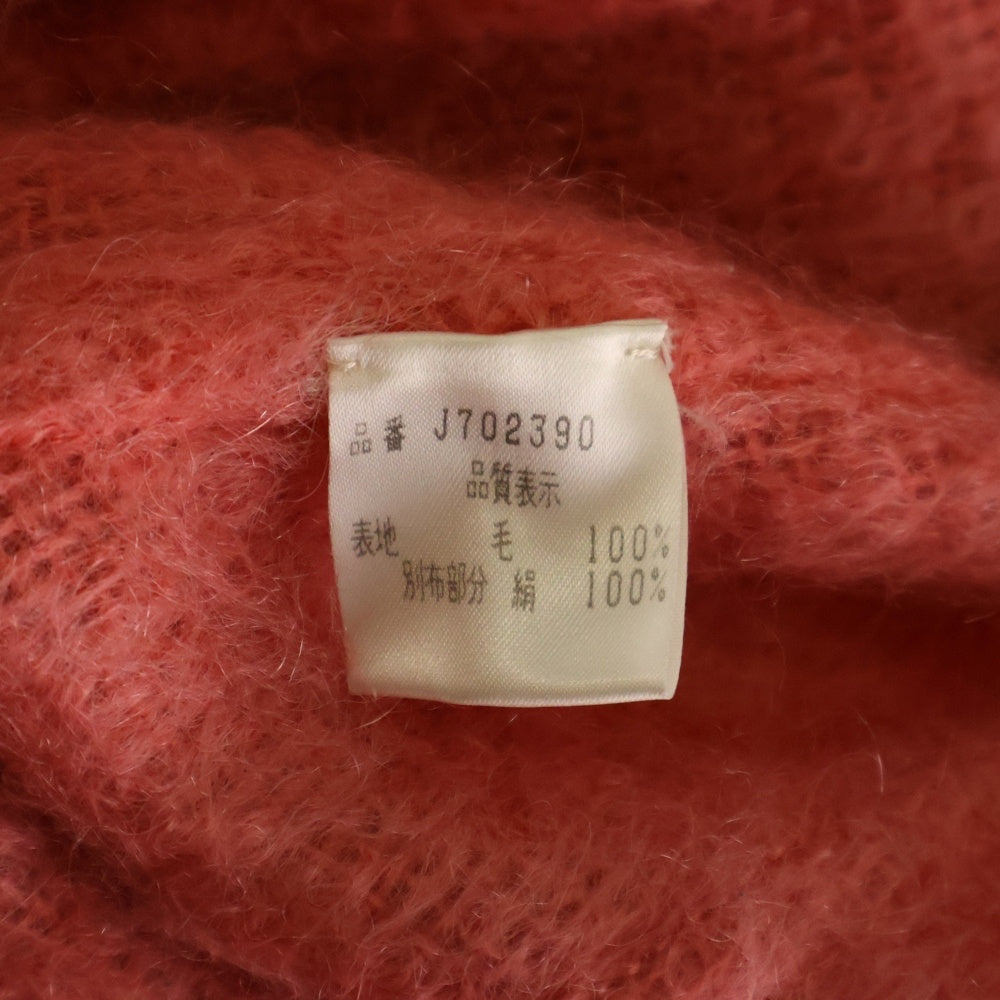 品番 J702390
品質表示
表地 毛 100%
別布部分 絹 100%